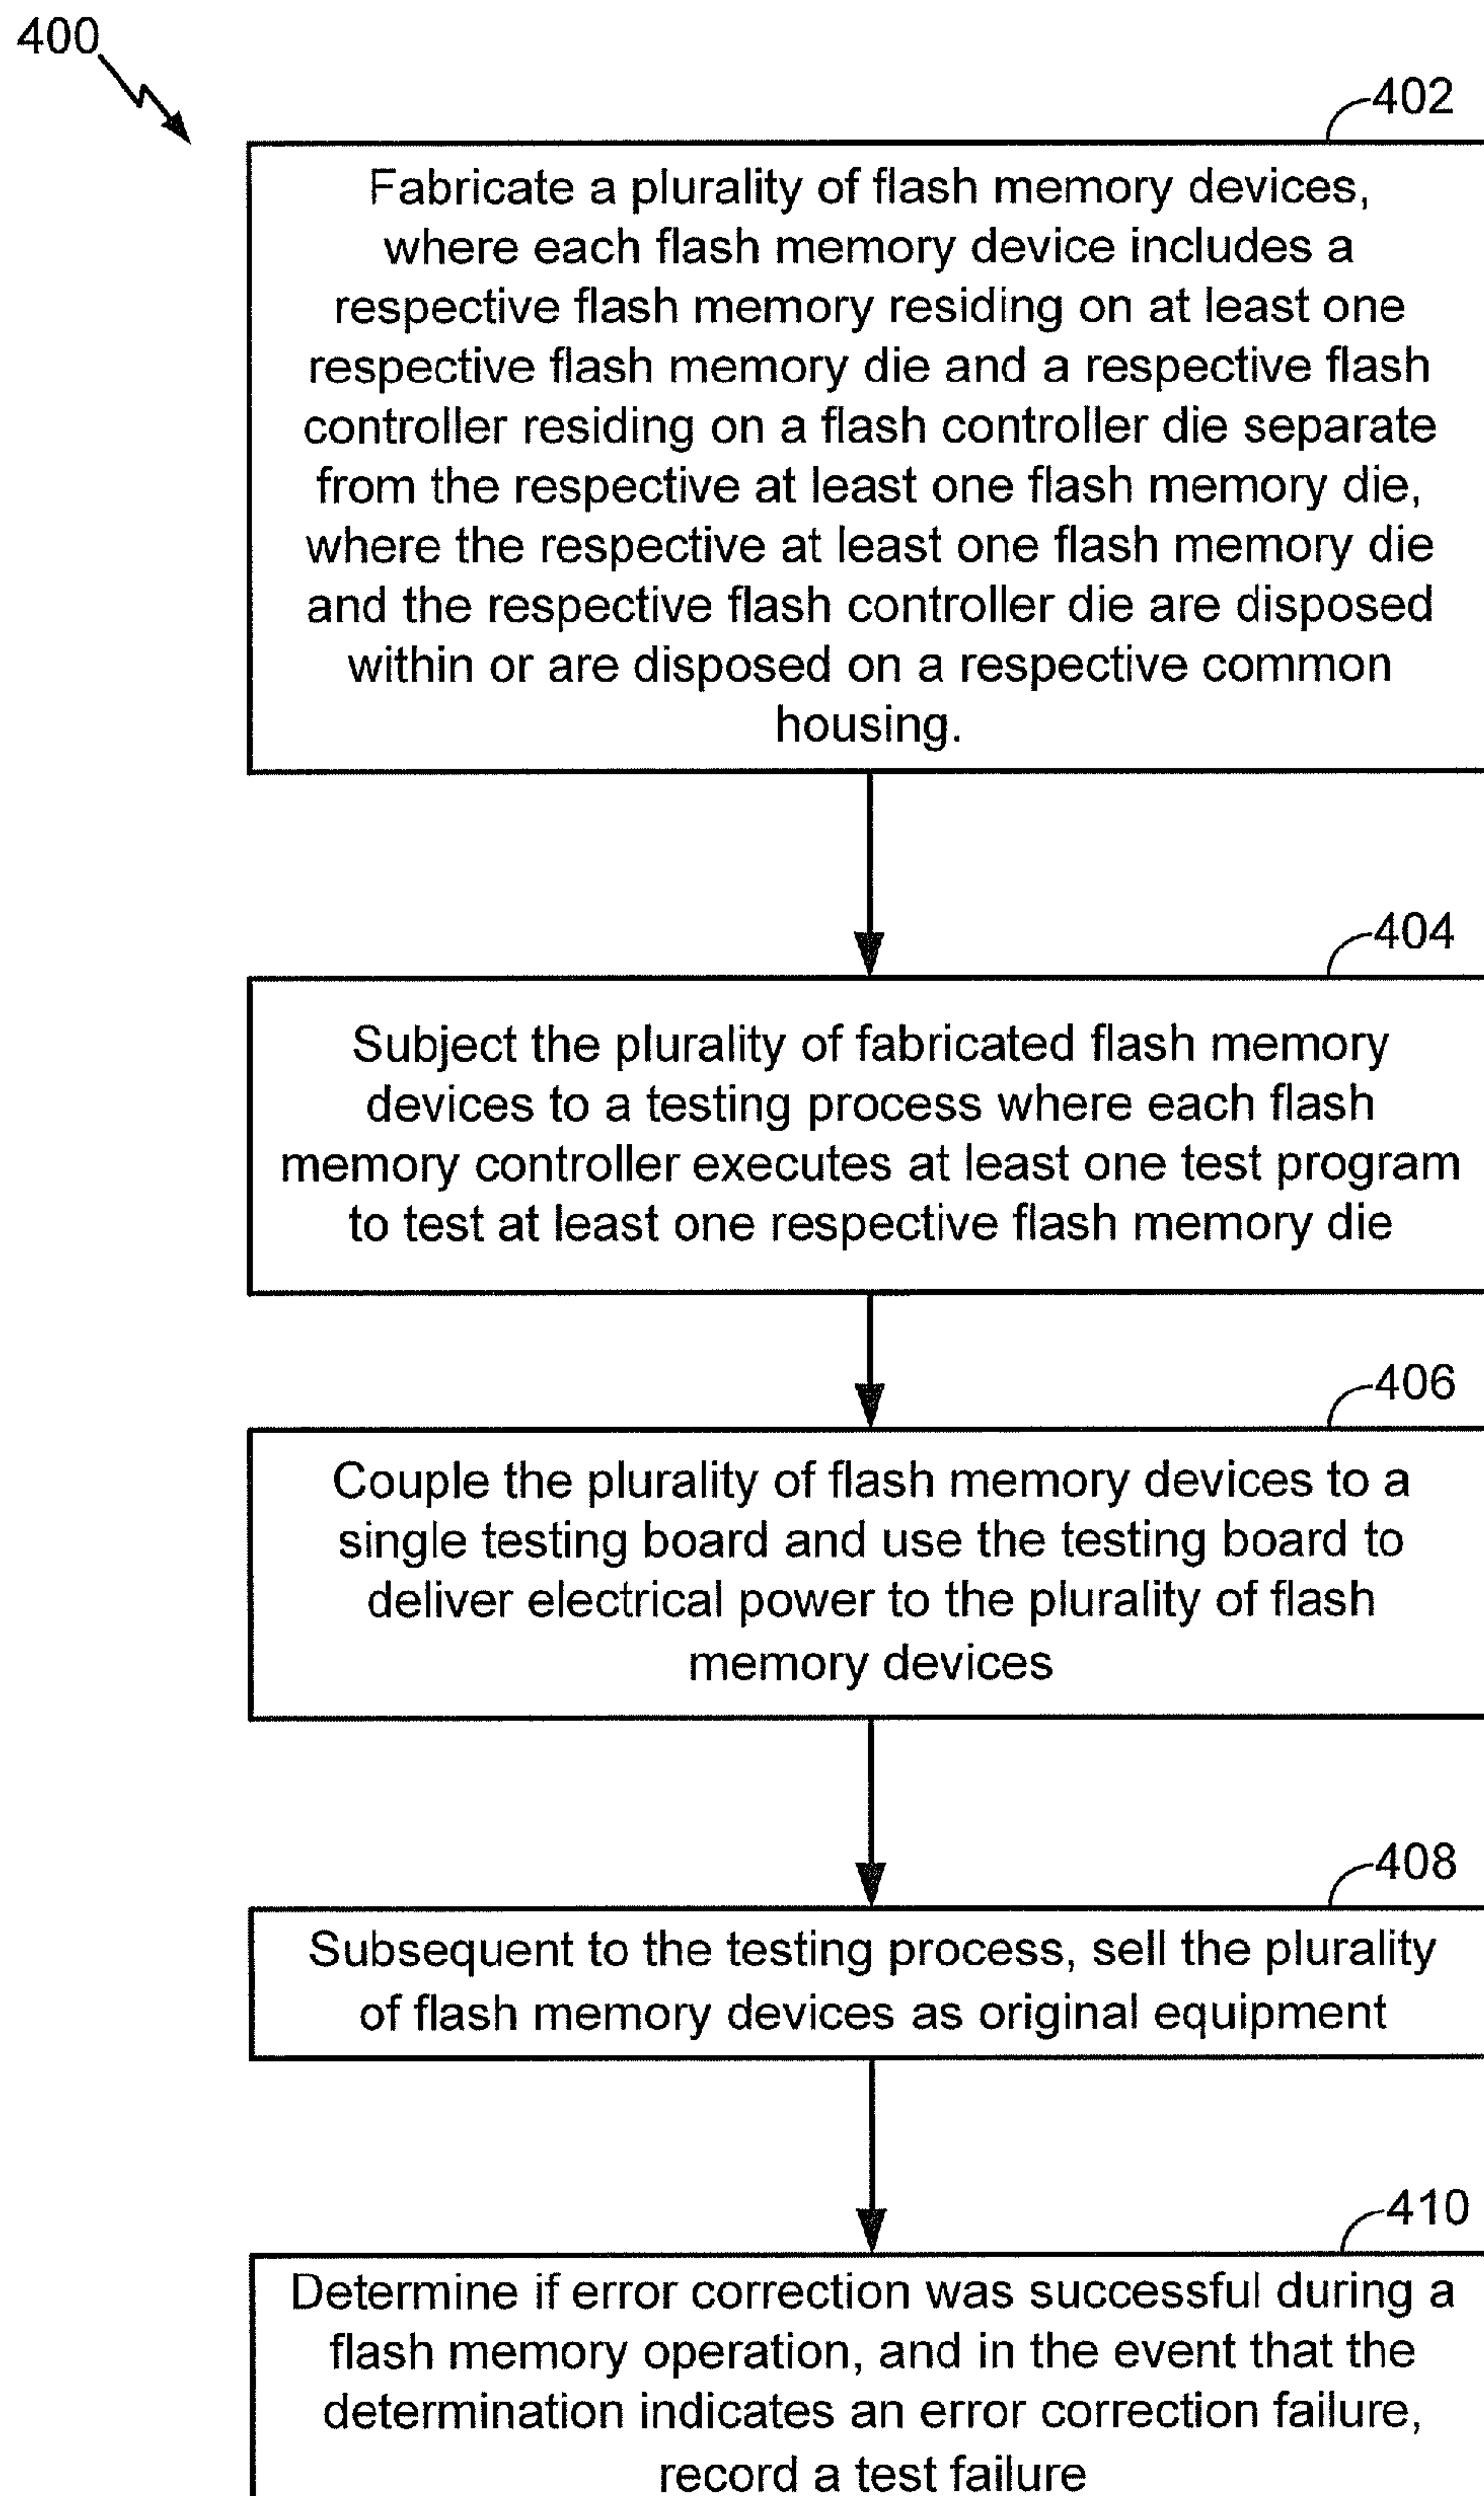 400
402
Fabricate a plurality of flash memory devices,
where each flash memory device includes a
respective flash memory residing on at least one
respective flash memory die and a respective flash
controller residing on a flash controller die separate
from the respective at least one flash memory die,
where the respective at least one flash memory die
and the respective flash controller die are disposed
within or are disposed on a respective common
housing.
404
Subject the plurality of fabricated flash memory
devices to a testing process where each flash
memory controller executes at least one test program
to test at least one respective flash memory die
406
Couple the plurality of flash memory devices to a
single testing board and use the testing board to
deliver electrical power to the plurality of flash
memory devices
408
Subsequent to the testing process, sell the plurality
of flash memory devices as original equipment
410
Determine if error correction was successful during a
flash memory operation, and in the event that the
determination indicates an error correction failure,
record a test failure